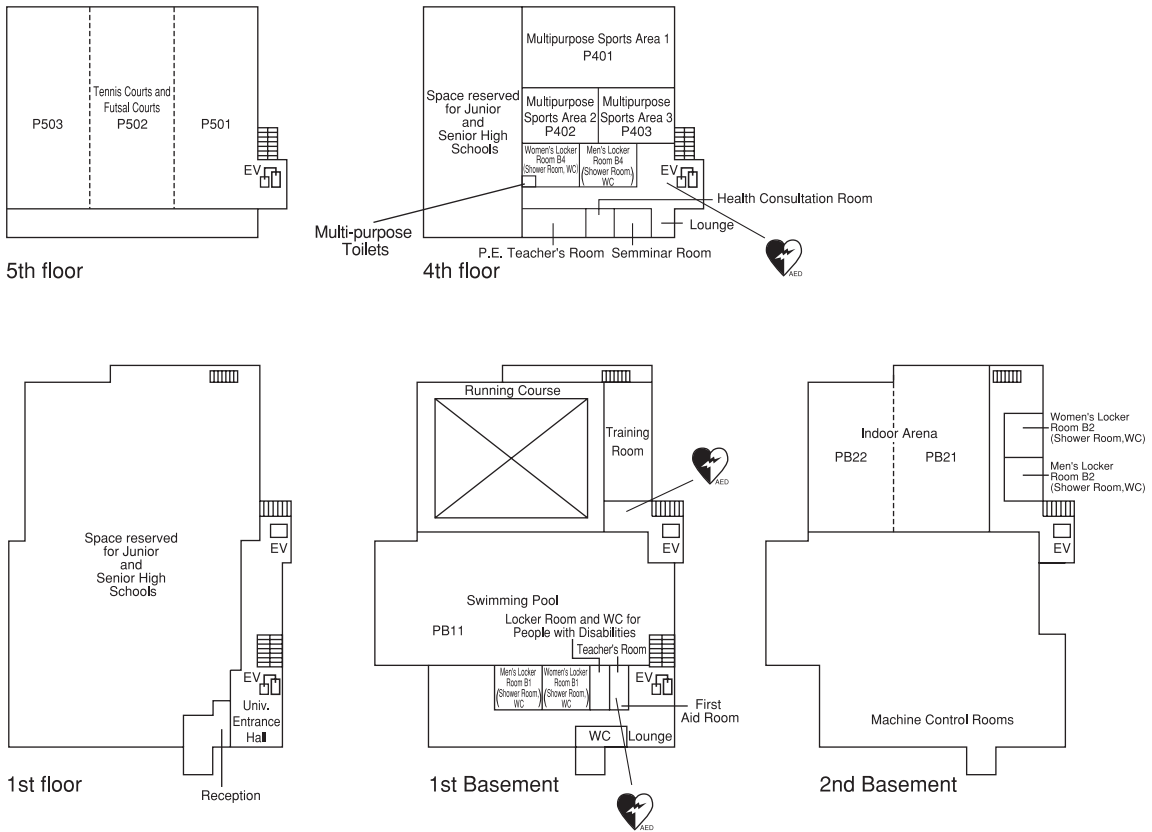 Tennis Courts and
Futsal Courts
P503
P502
P501
EV
5th floor
Multipurpose Sports Area 1
P401
Space reserved
for Junior
and
Senior High
Schools
Multipurpose
Sports Area 2
P402
Multipurpose
Sports Area 3
P403
Women's Locker
Room B4
(Shower Room, WC)
Men's Locker
Room B4
(Shower Room,
WC)
EV
Multi-purpose
Toilets
Health Consultation Room
Lounge
P.E. Teacher's Room
Semminar Room
AED
4th floor
Space reserved
for Junior
and
Senior High
Schools
EV
EV
Univ.
Entrance
Hall
Reception
1st floor
Running Course
Training
Room
AED
EV
Swimming Pool
PB11
Locker Room and WC for
People with Disabilities
Teacher's Room
Men's Locker
Room B1
(Shower Room,
WC)
Women's Locker
Room B1
(Shower Room,
WC)
EV
First
Aid Room
WC
Lounge
AED
1st Basement
Indoor Arena
PB22
PB21
Women's Locker
Room B2
(Shower Room,WC)
Men's Locker
Room B2
(Shower Room,WC)
EV
Machine Control Rooms
2nd Basement